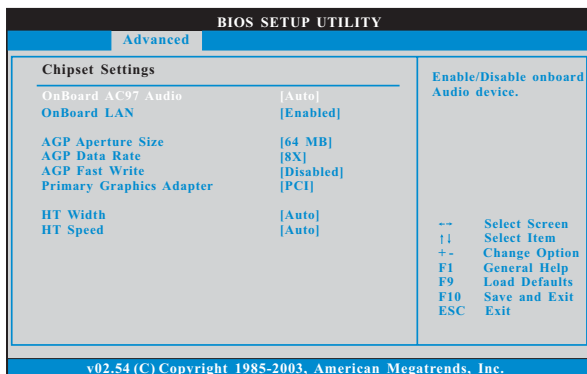 BIOS SETUP UTILITY
Advanced
Chipset Settings
OnBoard AC97 Audio [Auto]
OnBoard LAN [Enabled]
AGP Aperture Size [64 MB]
AGP Data Rate [8X]
AGP Fast Write [Disabled]
Primary Graphics Adapter [PCI]
HT Width [Auto]
HT Speed [Auto]
Enable/Disable onboard
Audio device.
←→ Select Screen
↑↓ Select Item
+ - Change Option
F1 General Help
F9 Load Defaults
F10 Save and Exit
ESC Exit
v02.54 (C) Copyright 1985-2003, American Megatrends, Inc.